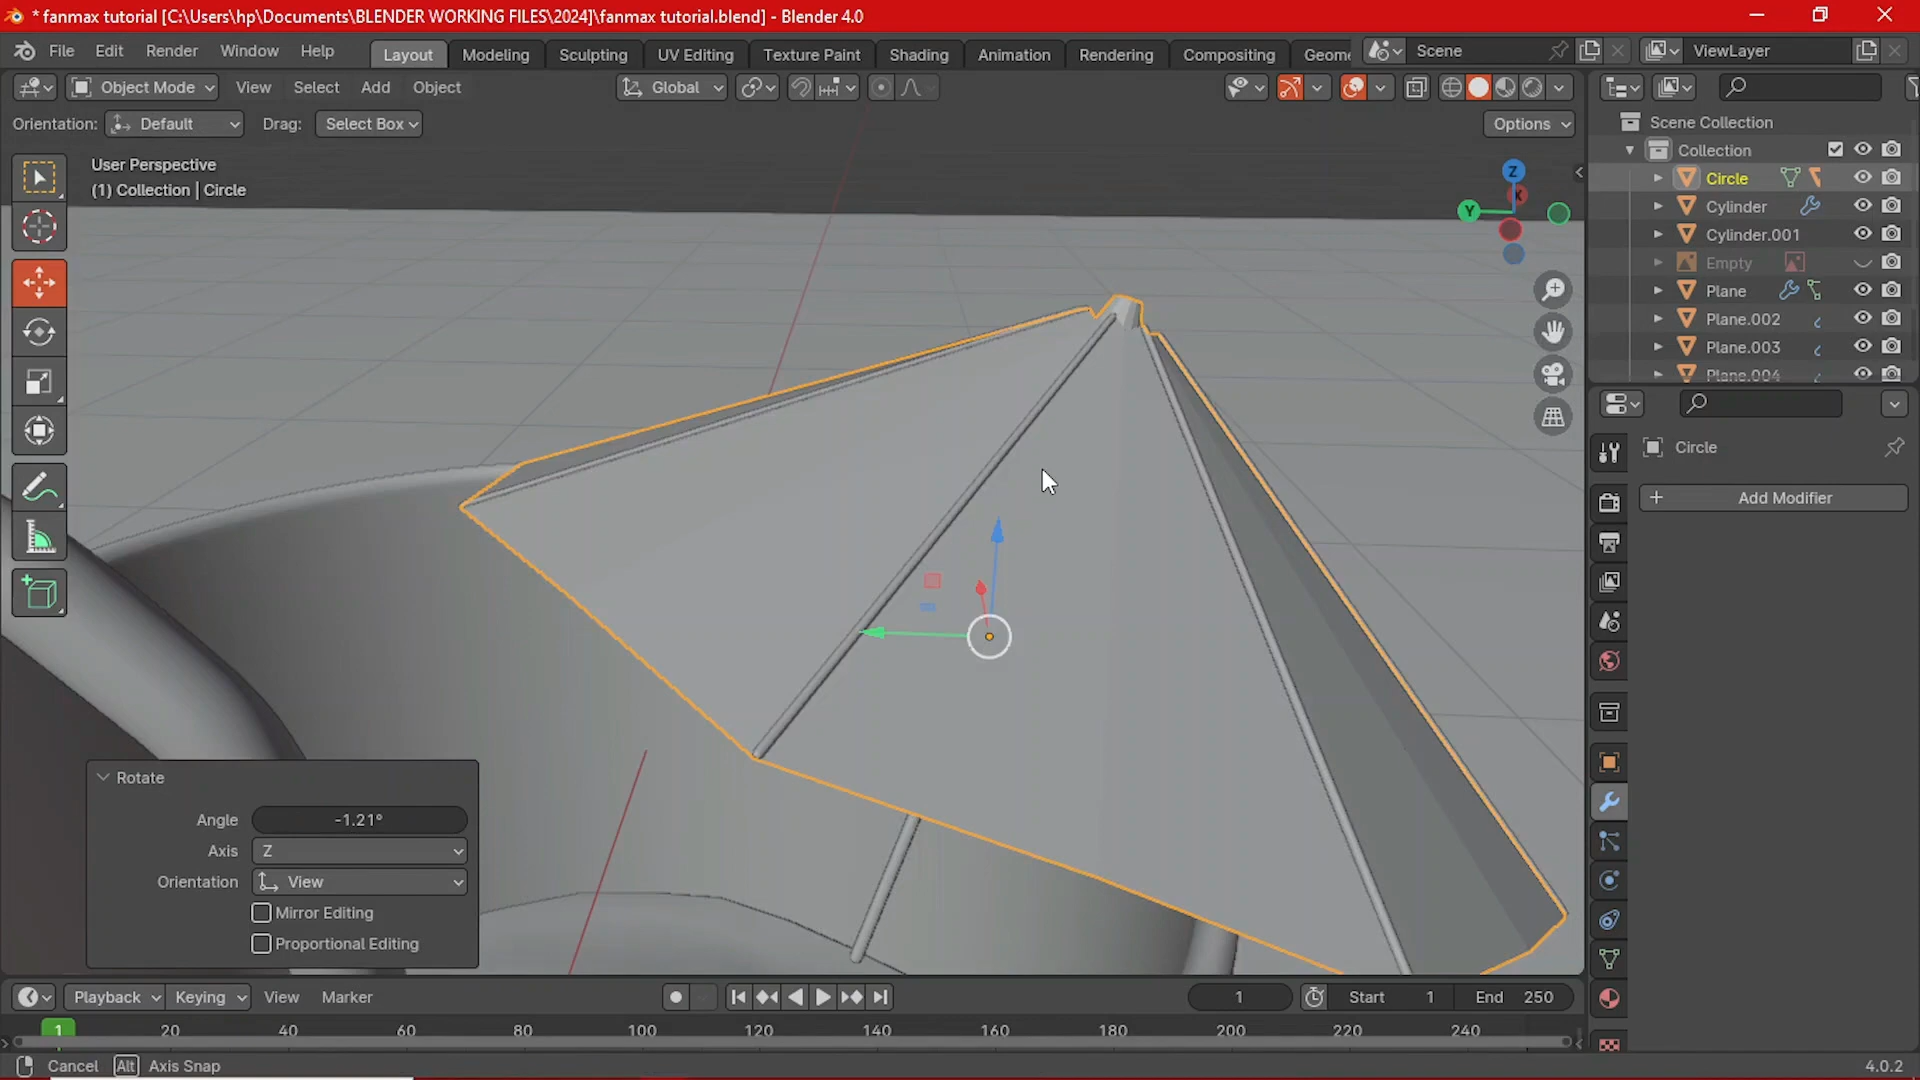 * fanmax tutorial [C:\Users\hp\Documents\BLENDER WORKING FILES\2024]\fanmax tutorial.blend] - Blender 4.0
File Edit Render Window Help Layout Modeling Sculpting UV Editing Texture Paint Shading Animation Rendering Compositing Geome Scene ViewLayer
Object Mode View Select Add Object Global
Orientation: Default Drag: Select Box Options
User Perspective
(1) Collection | Circle
Z
X
Y
Scene Collection
Collection
Circle
Cylinder
Cylinder.001
Empty
Plane
Plane.002
Plane.003
Plane.004
Circle
+ Add Modifier
Rotate
Angle -1.21°
Axis Z
Orientation View
Mirror Editing
Proportional Editing
Playback Keying View Marker 1 Start 1 End 250
1 20 40 60 80 100 120 140 160 180 200 220 240
Cancel Alt Axis Snap 4.0.2